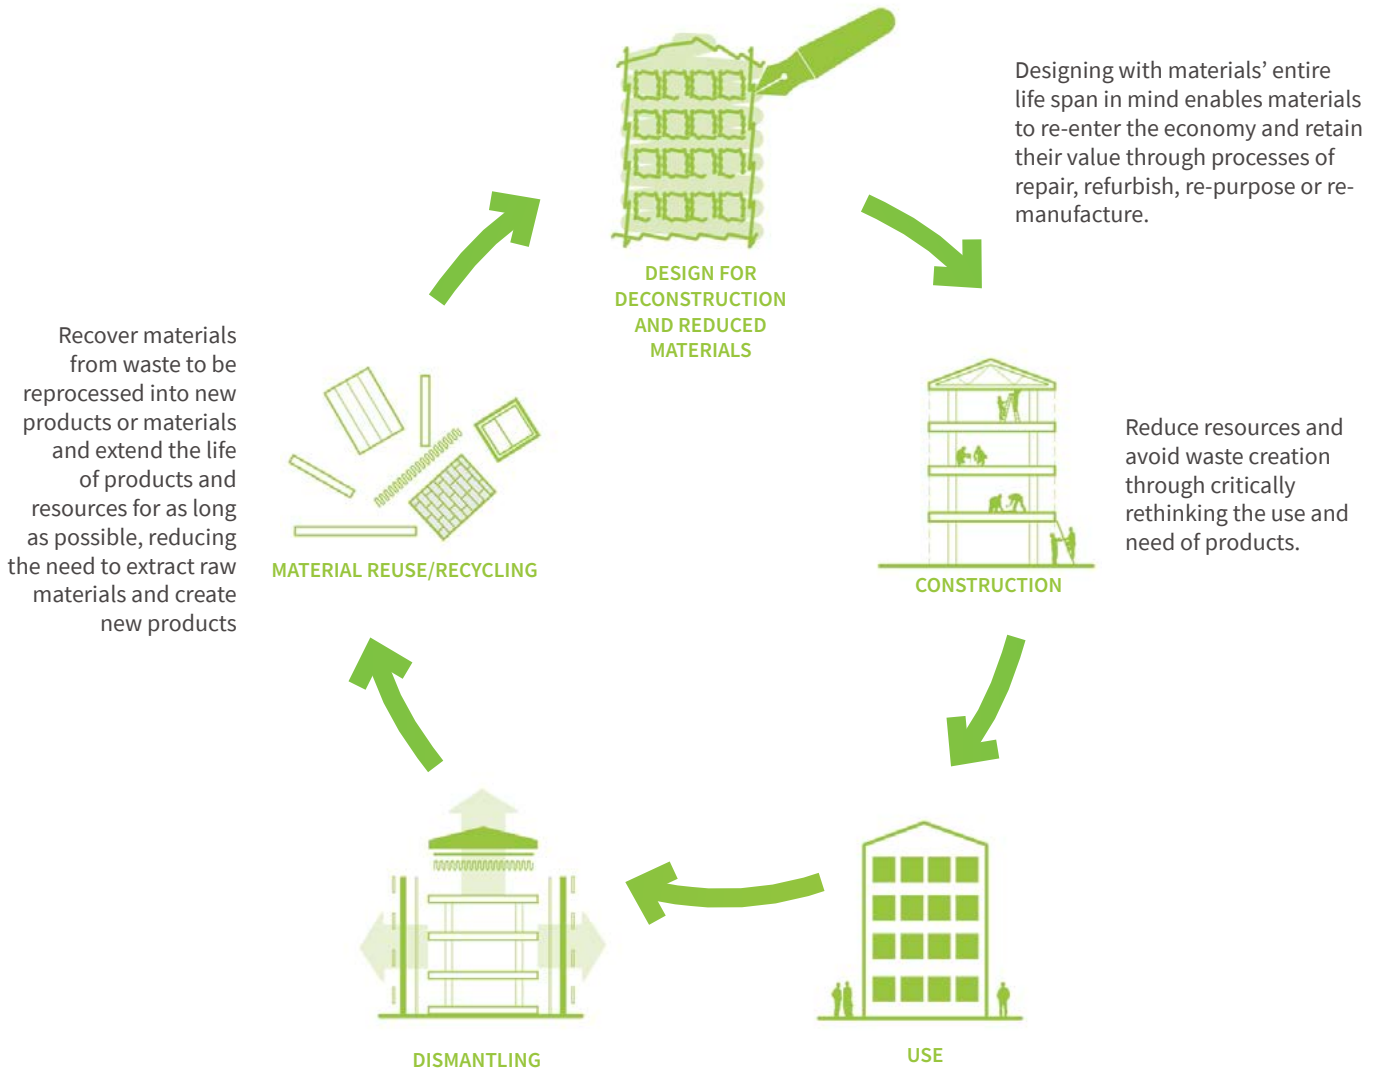 Designing with materials’ entire
life span in mind enables materials
to re-enter the economy and retain
their value through processes of
repair, refurbish, re-purpose or re-
manufacture.
DESIGN FOR
DECONSTRUCTION
AND REDUCED
MATERIALS
Recover materials
from waste to be
reprocessed into new
products or materials
and extend the life
of products and
resources for as long
as possible, reducing
the need to extract raw
materials and create
new products
MATERIAL REUSE/RECYCLING
CONSTRUCTION
Reduce resources and
avoid waste creation
through critically
rethinking the use and
need of products.
DISMANTLING
USE